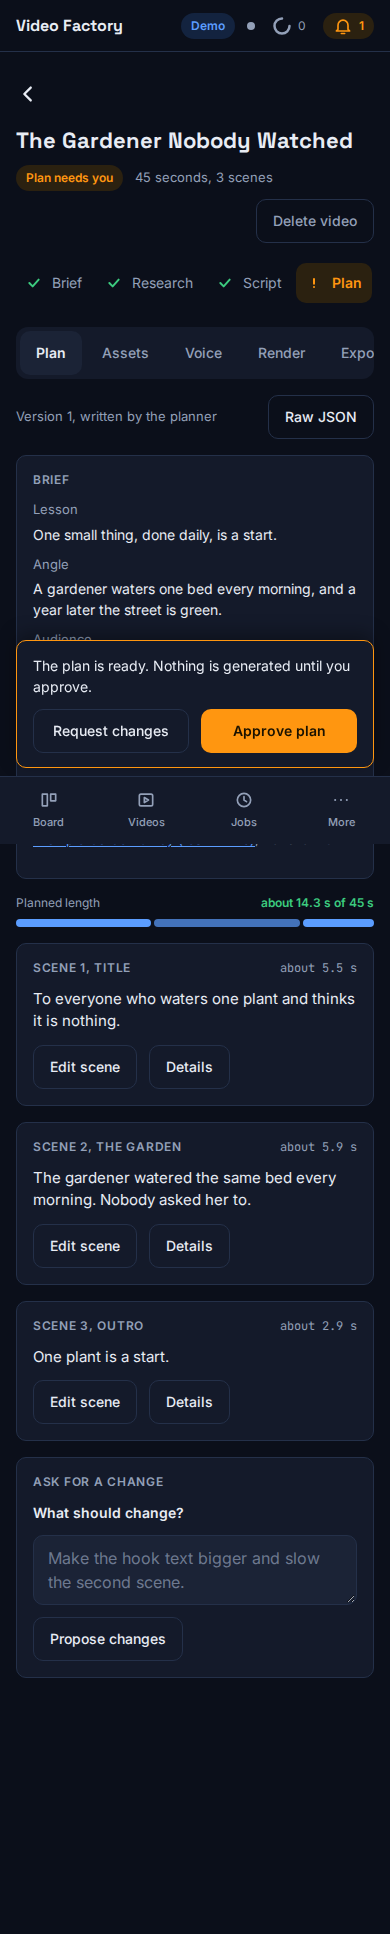 Video Factory
Demo
0
1
The Gardener Nobody Watched
Plan needs you
45 seconds, 3 scenes
Delete video
Brief
Research
Script
! Plan
Plan
Assets
Voice
Render
Expo
Version 1, written by the planner
Raw JSON
BRIEF
Lesson
One small thing, done daily, is a start.
Angle
A gardener waters one bed every morning, and a
year later the street is green.
Audience
The plan is ready. Nothing is generated until you
approve.
Request changes
Approve plan
Board
Videos
Jobs
More
Planned length
about 14.3 s of 45 s
SCENE 1, TITLE
about 5.5 s
To everyone who waters one plant and thinks
it is nothing.
Edit scene
Details
SCENE 2, THE GARDEN
about 5.9 s
The gardener watered the same bed every
morning. Nobody asked her to.
Edit scene
Details
SCENE 3, OUTRO
about 2.9 s
One plant is a start.
Edit scene
Details
ASK FOR A CHANGE
What should change?
Make the hook text bigger and slow
the second scene.
Propose changes